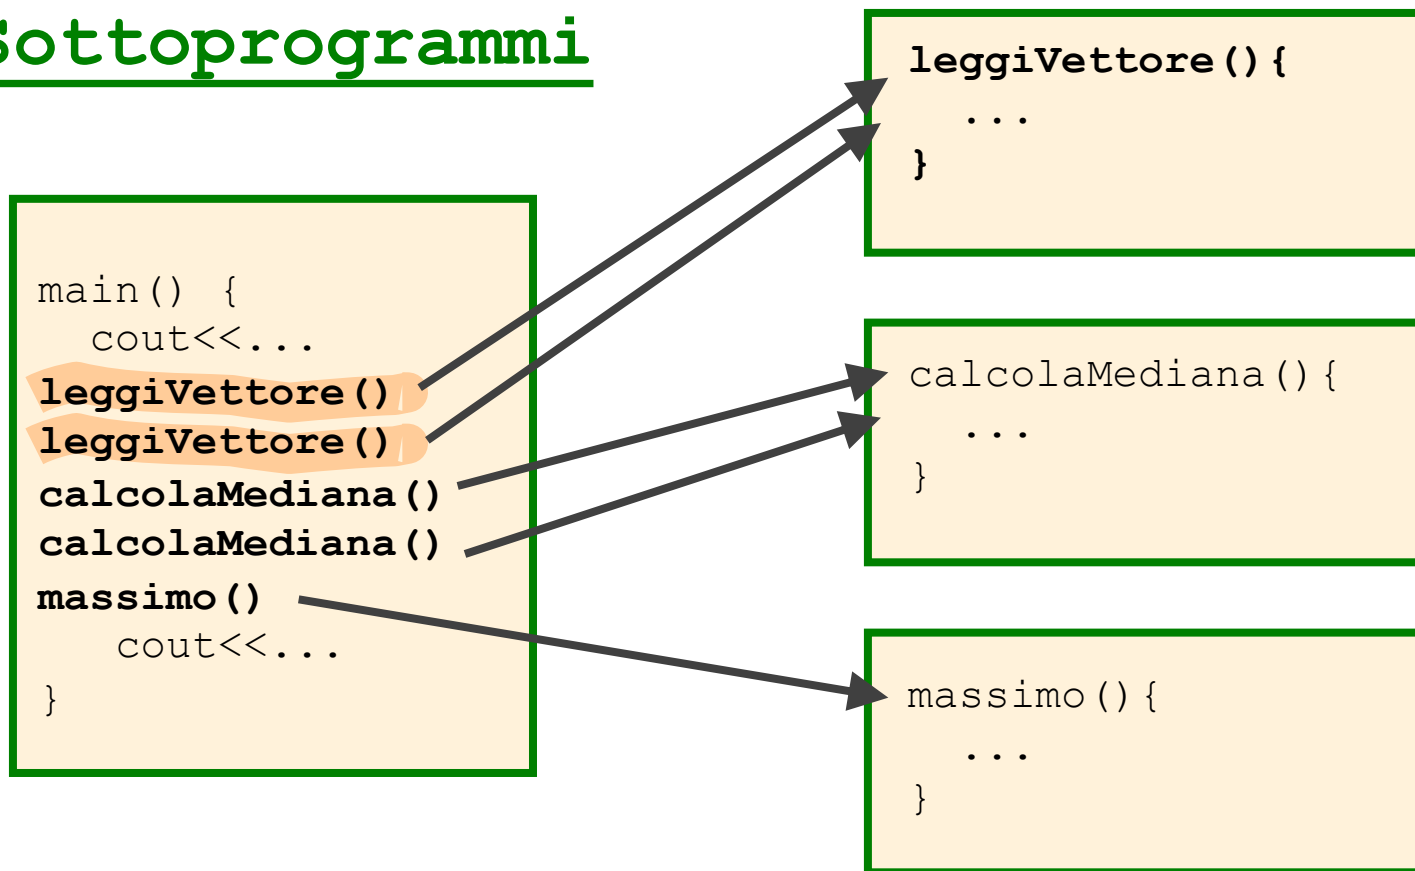 Sottoprogrammi
main() {
cout<<...
leggiVettore()
leggiVettore()
calcolaMediana()
calcolaMediana()
massimo()
cout<<...
}
leggiVettore(){
...
}
calcolaMediana(){
...
}
massimo(){
...
}